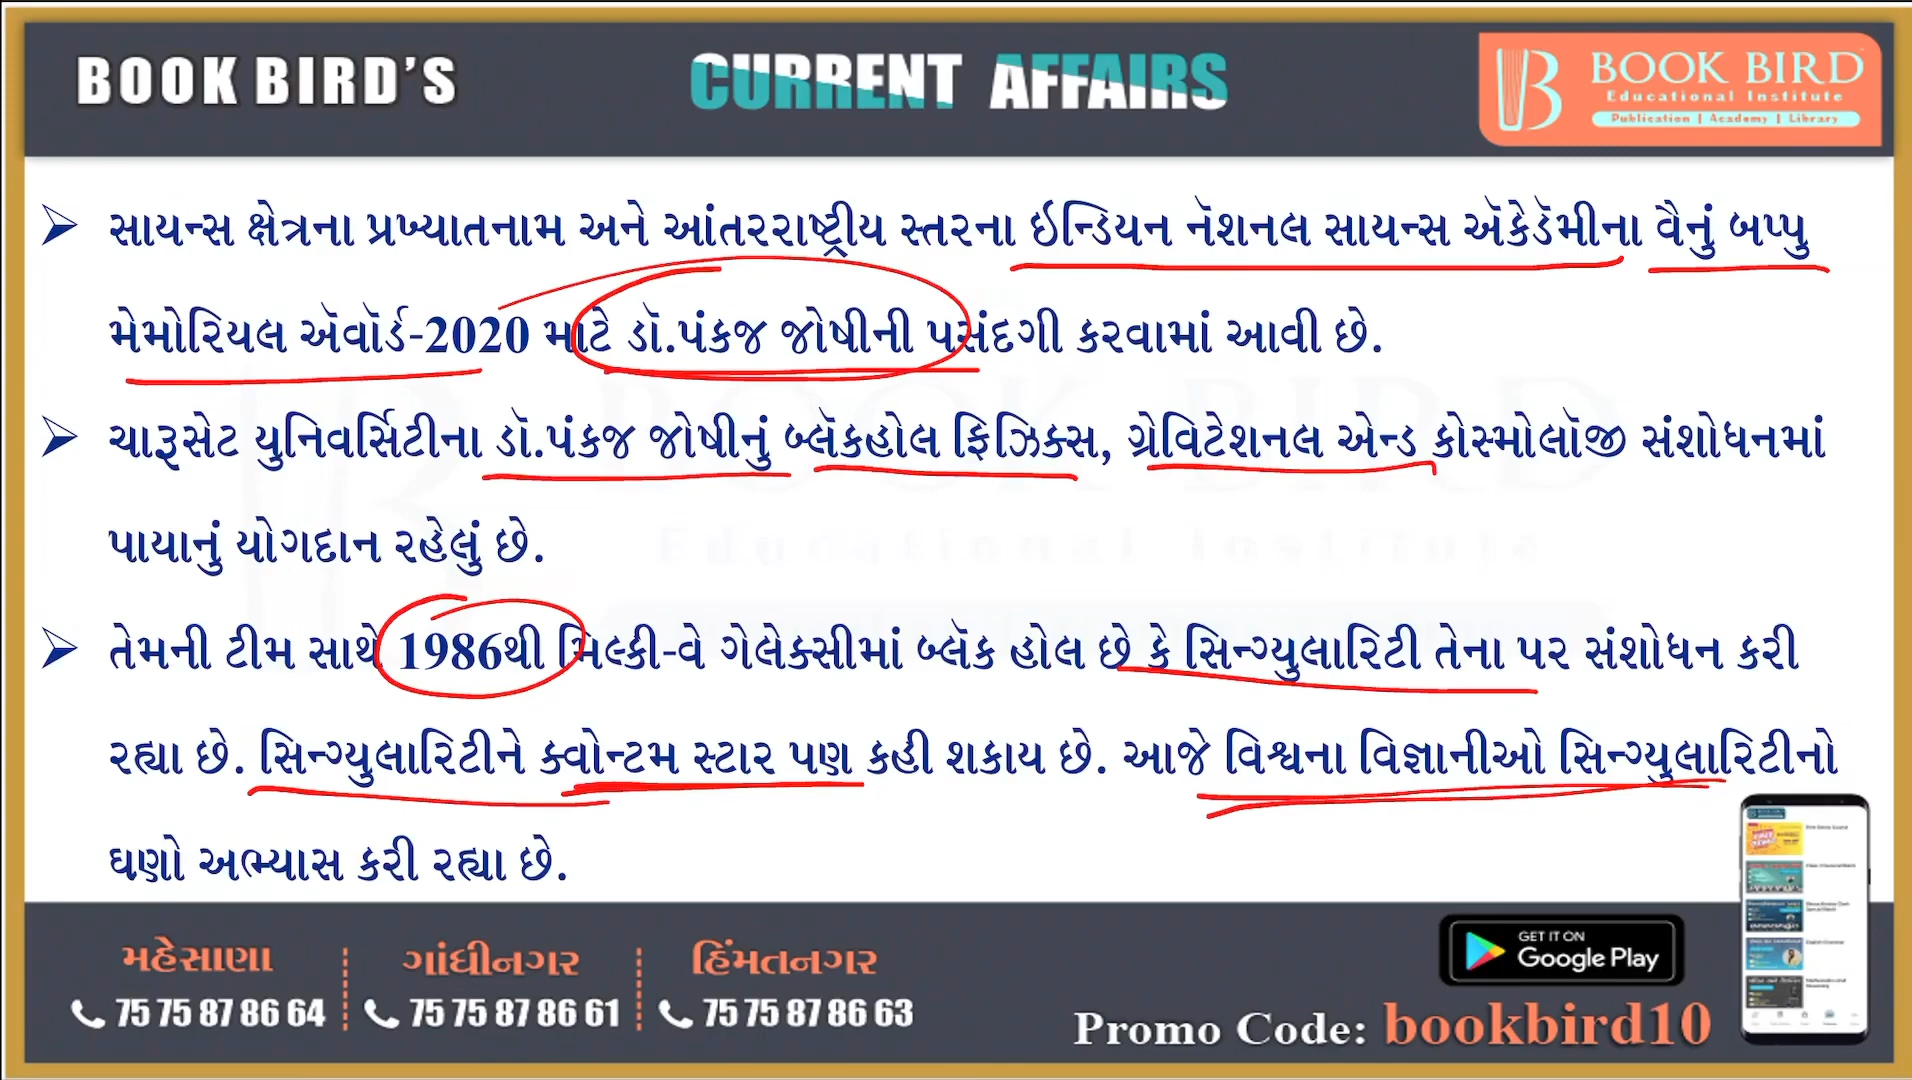 BOOK BIRD'S
CURRENT AFFAIRS
BOOK BIRD
Educational Institute
Publication | Academy | Library
➢ સાયન્સ ક્ષેત્રના પ્રખ્યાતનામ અને આંતરરાષ્ટ્રીય સ્તરના ઇન્ડિયન નૅશનલ સાયન્સ ઍકેડૅમીના વૈનું બપ્પુ
મેમોરિયલ ઍવૉર્ડ-2020 માટે ડૉ.પંકજ જોષીની પસંદગી કરવામાં આવી છે.
➢ ચારૂસેટ યુનિવર્સિટીના ડૉ.પંકજ જોષીનું બ્લૅકહોલ ફિઝિક્સ, ગ્રેવિટેશનલ એન્ડ કોસ્મોલૉજી સંશોધનમાં
પાયાનું યોગદાન રહેલું છે.
➢ તેમની ટીમ સાથે 1986થી મિલ્કી-વે ગેલેક્સીમાં બ્લૅક હોલ છે કે સિન્ગ્યુલારિટી તેના પર સંશોધન કરી
રહ્યા છે. સિન્ગ્યુલારિટીને ક્વોન્ટમ સ્ટાર પણ કહી શકાય છે. આજે વિશ્વના વિજ્ઞાનીઓ સિન્ગ્યુલારિટીનો
ઘણો અભ્યાસ કરી રહ્યા છે.
મહેસાણા
75 75 87 86 64
ગાંધીનગર
75 75 87 86 61
હિંમતનગર
75 75 87 86 63
GET IT ON
Google Play
Promo Code: bookbird10